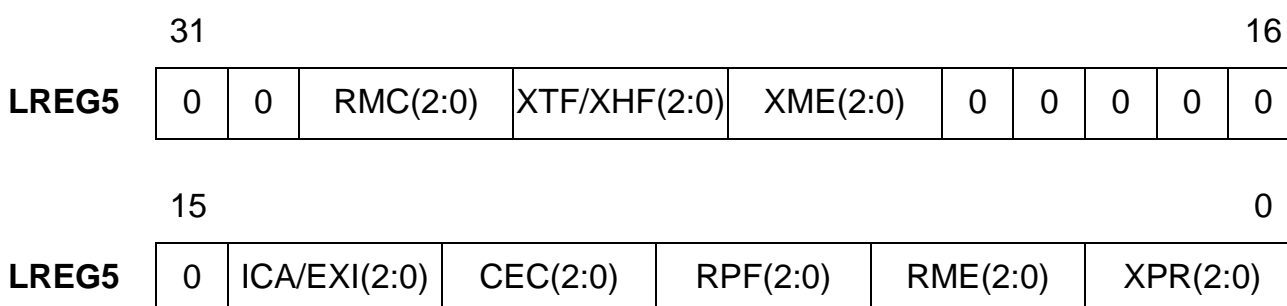 31 16
LREG5 0 0 RMC(2:0) XTF/XHF(2:0) XME(2:0) 0 0 0 0 0
15 0
LREG5 0 ICA/EXI(2:0) CEC(2:0) RPF(2:0) RME(2:0) XPR(2:0)